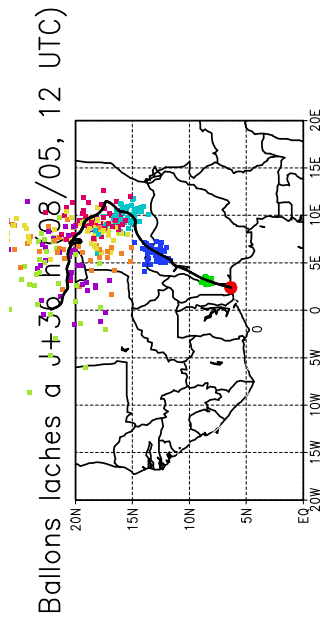 Ballons laches a J+36 h (08/05, 12 UTC)
20N
15N
10N
5N
EQ
20W
15W
10W
5W
0
5E
10E
15E
20E
0